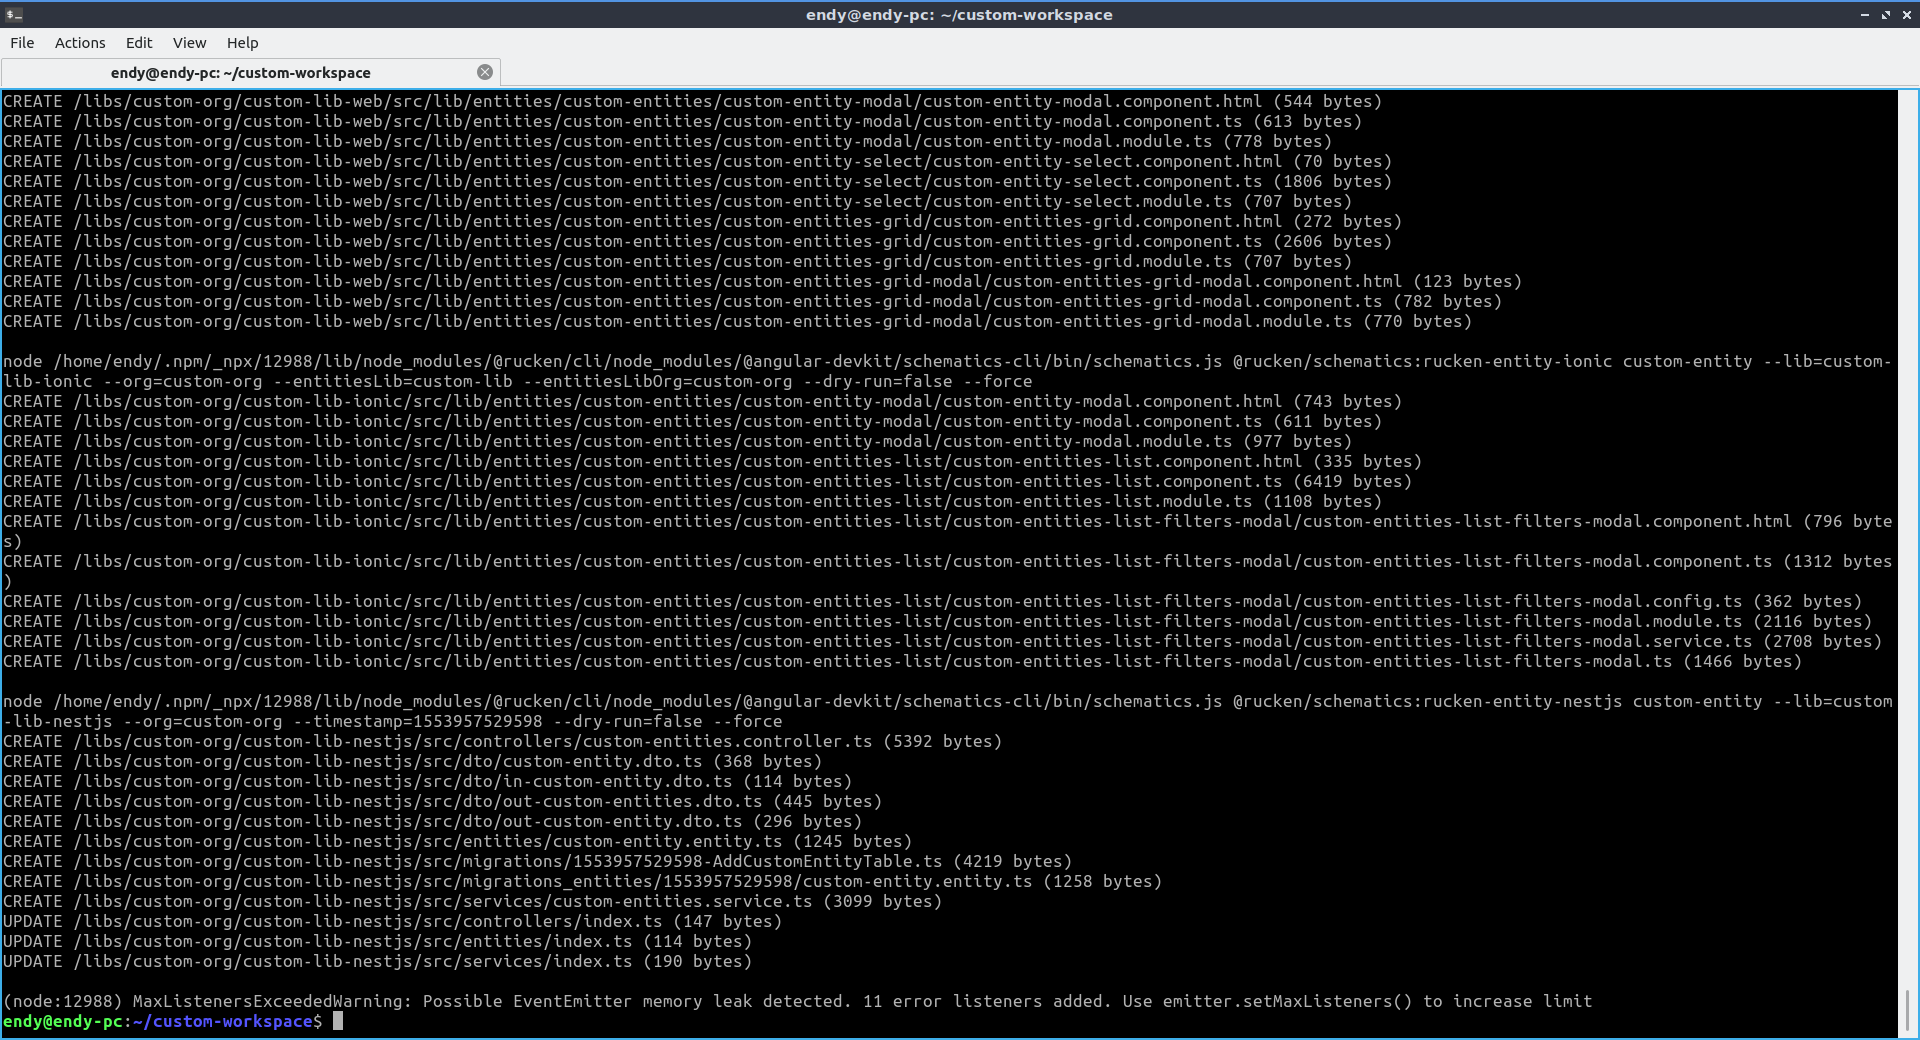 endy@endy-pc: ~/custom-workspace
File Actions Edit View Help
endy@endy-pc: ~/custom-workspace
CREATE /libs/custom-org/custom-lib-web/src/lib/entities/custom-entities/custom-entity-modal/custom-entity-modal.component.html (544 bytes)
CREATE /libs/custom-org/custom-lib-web/src/lib/entities/custom-entities/custom-entity-modal/custom-entity-modal.component.ts (613 bytes)
CREATE /libs/custom-org/custom-lib-web/src/lib/entities/custom-entities/custom-entity-modal/custom-entity-modal.module.ts (778 bytes)
CREATE /libs/custom-org/custom-lib-web/src/lib/entities/custom-entities/custom-entity-select/custom-entity-select.component.html (70 bytes)
CREATE /libs/custom-org/custom-lib-web/src/lib/entities/custom-entities/custom-entity-select/custom-entity-select.component.ts (1806 bytes)
CREATE /libs/custom-org/custom-lib-web/src/lib/entities/custom-entities/custom-entity-select/custom-entity-select.module.ts (707 bytes)
CREATE /libs/custom-org/custom-lib-web/src/lib/entities/custom-entities/custom-entities-grid/custom-entities-grid.component.html (272 bytes)
CREATE /libs/custom-org/custom-lib-web/src/lib/entities/custom-entities/custom-entities-grid/custom-entities-grid.component.ts (2606 bytes)
CREATE /libs/custom-org/custom-lib-web/src/lib/entities/custom-entities/custom-entities-grid/custom-entities-grid.module.ts (707 bytes)
CREATE /libs/custom-org/custom-lib-web/src/lib/entities/custom-entities/custom-entities-grid-modal/custom-entities-grid-modal.component.html (123 bytes)
CREATE /libs/custom-org/custom-lib-web/src/lib/entities/custom-entities/custom-entities-grid-modal/custom-entities-grid-modal.component.ts (782 bytes)
CREATE /libs/custom-org/custom-lib-web/src/lib/entities/custom-entities/custom-entities-grid-modal/custom-entities-grid-modal.module.ts (770 bytes)
node /home/endy/.npm/_npx/12988/lib/node_modules/@rucken/cli/node_modules/@angular-devkit/schematics-cli/bin/schematics.js @rucken/schematics:rucken-entity-ionic custom-entity --lib=custom-
lib-ionic --org=custom-org --entitiesLib=custom-lib --entitiesLibOrg=custom-org --dry-run=false --force
CREATE /libs/custom-org/custom-lib-ionic/src/lib/entities/custom-entities/custom-entity-modal/custom-entity-modal.component.html (743 bytes)
CREATE /libs/custom-org/custom-lib-ionic/src/lib/entities/custom-entities/custom-entity-modal/custom-entity-modal.component.ts (611 bytes)
CREATE /libs/custom-org/custom-lib-ionic/src/lib/entities/custom-entities/custom-entity-modal/custom-entity-modal.module.ts (977 bytes)
CREATE /libs/custom-org/custom-lib-ionic/src/lib/entities/custom-entities/custom-entities-list/custom-entities-list.component.html (335 bytes)
CREATE /libs/custom-org/custom-lib-ionic/src/lib/entities/custom-entities/custom-entities-list/custom-entities-list.component.ts (6419 bytes)
CREATE /libs/custom-org/custom-lib-ionic/src/lib/entities/custom-entities/custom-entities-list/custom-entities-list.module.ts (1108 bytes)
CREATE /libs/custom-org/custom-lib-ionic/src/lib/entities/custom-entities/custom-entities-list/custom-entities-list-filters-modal/custom-entities-list-filters-modal.component.html (796 byte
s)
CREATE /libs/custom-org/custom-lib-ionic/src/lib/entities/custom-entities/custom-entities-list/custom-entities-list-filters-modal/custom-entities-list-filters-modal.component.ts (1312 bytes
)
CREATE /libs/custom-org/custom-lib-ionic/src/lib/entities/custom-entities/custom-entities-list/custom-entities-list-filters-modal/custom-entities-list-filters-modal.config.ts (362 bytes)
CREATE /libs/custom-org/custom-lib-ionic/src/lib/entities/custom-entities/custom-entities-list/custom-entities-list-filters-modal/custom-entities-list-filters-modal.module.ts (2116 bytes)
CREATE /libs/custom-org/custom-lib-ionic/src/lib/entities/custom-entities/custom-entities-list/custom-entities-list-filters-modal/custom-entities-list-filters-modal.service.ts (2708 bytes)
CREATE /libs/custom-org/custom-lib-ionic/src/lib/entities/custom-entities/custom-entities-list/custom-entities-list-filters-modal/custom-entities-list-filters-modal.ts (1466 bytes)
node /home/endy/.npm/_npx/12988/lib/node_modules/@rucken/cli/node_modules/@angular-devkit/schematics-cli/bin/schematics.js @rucken/schematics:rucken-entity-nestjs custom-entity --lib=custom
-lib-nestjs --org=custom-org --timestamp=1553957529598 --dry-run=false --force
CREATE /libs/custom-org/custom-lib-nestjs/src/controllers/custom-entities.controller.ts (5392 bytes)
CREATE /libs/custom-org/custom-lib-nestjs/src/dto/custom-entity.dto.ts (368 bytes)
CREATE /libs/custom-org/custom-lib-nestjs/src/dto/in-custom-entity.dto.ts (114 bytes)
CREATE /libs/custom-org/custom-lib-nestjs/src/dto/out-custom-entities.dto.ts (445 bytes)
CREATE /libs/custom-org/custom-lib-nestjs/src/dto/out-custom-entity.dto.ts (296 bytes)
CREATE /libs/custom-org/custom-lib-nestjs/src/entities/custom-entity.entity.ts (1245 bytes)
CREATE /libs/custom-org/custom-lib-nestjs/src/migrations/1553957529598-AddCustomEntityTable.ts (4219 bytes)
CREATE /libs/custom-org/custom-lib-nestjs/src/migrations_entities/1553957529598/custom-entity.entity.ts (1258 bytes)
CREATE /libs/custom-org/custom-lib-nestjs/src/services/custom-entities.service.ts (3099 bytes)
UPDATE /libs/custom-org/custom-lib-nestjs/src/controllers/index.ts (147 bytes)
UPDATE /libs/custom-org/custom-lib-nestjs/src/entities/index.ts (114 bytes)
UPDATE /libs/custom-org/custom-lib-nestjs/src/services/index.ts (190 bytes)
(node:12988) MaxListenersExceededWarning: Possible EventEmitter memory leak detected. 11 error listeners added. Use emitter.setMaxListeners() to increase limit
endy@endy-pc:~/custom-workspace$